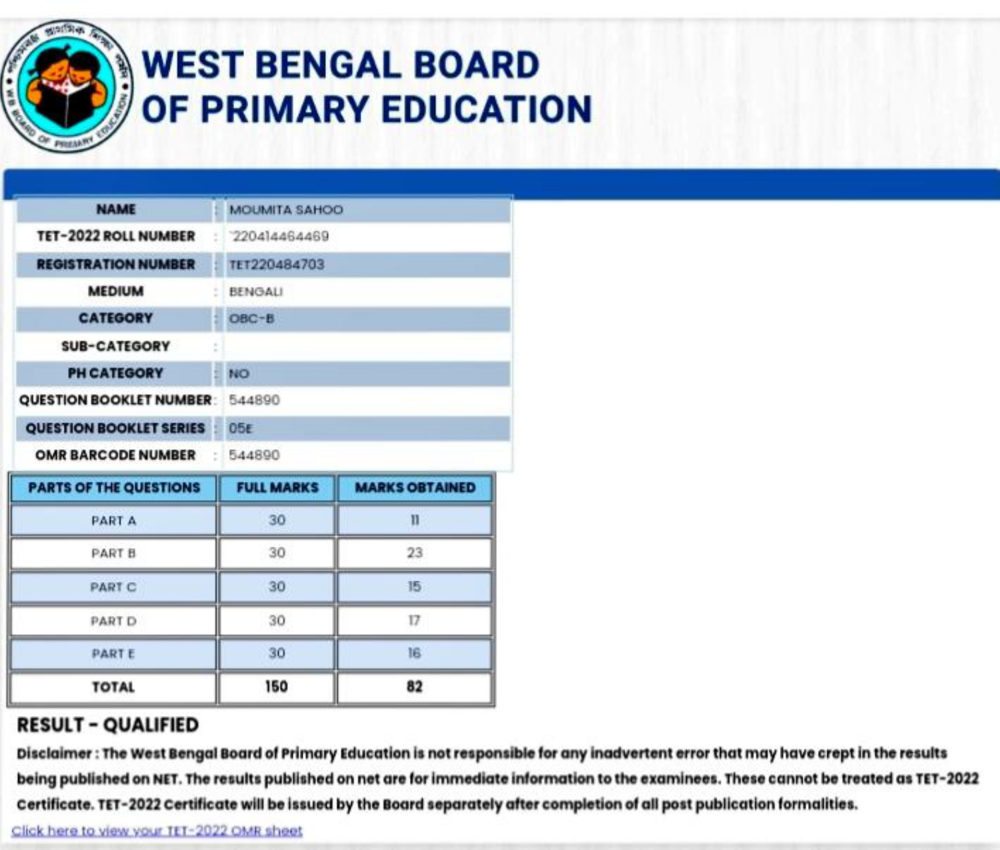 পশ্চিমবঙ্গ প্রাথমিক শিক্ষা পর্ষদ
W B BOARD OF PRIMARY EDUCATION
WEST BENGAL BOARD
OF PRIMARY EDUCATION
NAME : MOUMITA SAHOO
TET-2022 ROLL NUMBER : `220414464469
REGISTRATION NUMBER : TET220484703
MEDIUM : BENGALI
CATEGORY : OBC-B
SUB-CATEGORY :
PH CATEGORY : NO
QUESTION BOOKLET NUMBER : 544890
QUESTION BOOKLET SERIES : 05E
OMR BARCODE NUMBER : 544890
PARTS OF THE QUESTIONS FULL MARKS MARKS OBTAINED
PART A 30 11
PART B 30 23
PART C 30 15
PART D 30 17
PART E 30 16
TOTAL 150 82
RESULT - QUALIFIED
Disclaimer : The West Bengal Board of Primary Education is not responsible for any inadvertent error that may have crept in the results
being published on NET. The results published on net are for immediate information to the examinees. These cannot be treated as TET-2022
Certificate. TET-2022 Certificate will be issued by the Board separately after completion of all post publication formalities.
Click here to view your TET-2022 OMR sheet